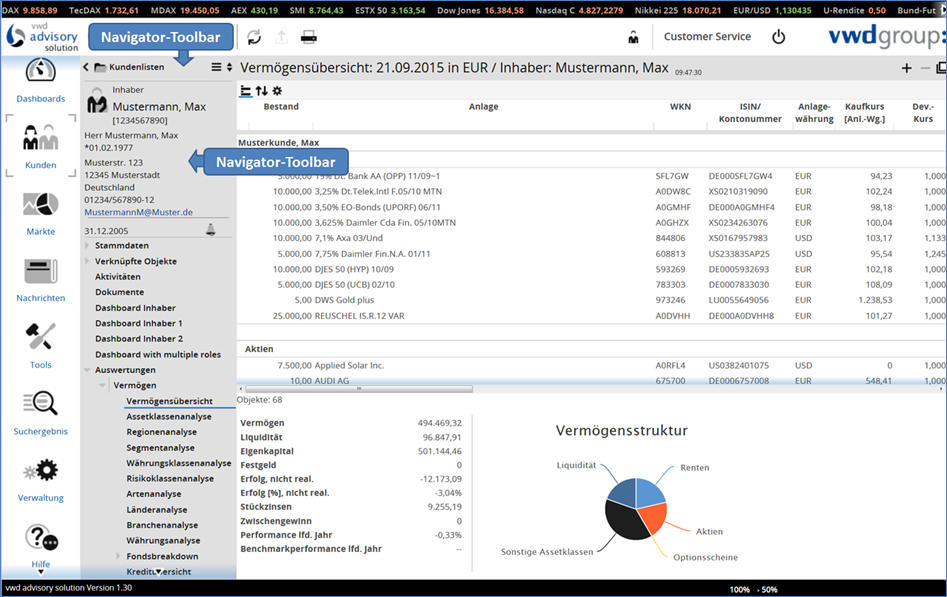 DAX 9.858,89 TecDAX 1.732,61 MDAX 19.450,05 AEX 430,19 SMI 8.764,43 ESTX 50 3.163,54 Dow Jones 16.384,58 Nasdaq C 4.827,2279 Nikkei 225 18.070,21 EUR/USD 1,130435 U-Rendite 0,50 Bund-Fut
vwd advisory solution
Navigator-Toolbar
Customer Service
vwdgroup:
Kundenlisten
Vermögensübersicht: 21.09.2015 in EUR / Inhaber: Mustermann, Max 09:47:30
Dashboards
Kunden
Märkte
Nachrichten
Tools
Suchergebnis
Verwaltung
Hilfe
Inhaber
Mustermann, Max
[1234567890]
Herr Mustermann, Max
*01.02.1977
Musterstr. 123
12345 Musterstadt
Deutschland
01234/567890-12
MustermannM@Muster.de
Navigator-Toolbar
31.12.2005
Stammdaten
Verknüpfte Objekte
Aktivitäten
Dokumente
Dashboard Inhaber
Dashboard Inhaber 1
Dashboard Inhaber 2
Dashboard with multiple roles
Auswertungen
Vermögen
Vermögensübersicht
Assetklassenanalyse
Regionenanalyse
Segmentanalyse
Währungsklassenanalyse
Risikoklassenanalyse
Artenanalyse
Länderanalyse
Branchenanalyse
Währungsanalyse
Fondsbreakdown
Bestand Anlage WKN ISIN/ Kontonummer Anlage-währung Kaufkurs [Anl.-Wg.] Dev.-Kurs
Musterkunde, Max
5.000,00 19% Dt. Bank AA (OPP) 11/09~1 SFL7GW DE000SFL7GW4 EUR 94,23 1,000
10.000,00 3,25% Dt.Telek.Intl F.05/10 MTN A0DW8C XS0210319090 EUR 102,24 1,000
10.000,00 3,50% EO-Bonds (UPORF) 06/11 A0GMHF DE000A0GMHF4 EUR 98,18 1,000
10.000,00 3,625% Daimler Cda Fin. 05/10MTN A0GHZX XS0234263076 EUR 100,04 1,000
10.000,00 7,1% Axa 03/Und 844806 XS0167957983 USD 103,17 1,133
5.000,00 7,75% Daimler Fin.N.A. 01/11 608813 US233835AP25 USD 95,54 1,245
10.000,00 DJES 50 (HYP) 10/09 593269 DE0005932693 EUR 102,18 1,000
5.000,00 DJES 50 (UCB) 02/10 783303 DE0007833030 EUR 108,09 1,000
5,00 DWS Gold plus 973246 LU0055649056 EUR 1.238,53 1,000
25.000,00 REUSCHEL IS.R.12 VAR A0DVHH DE000A0DVHH8 EUR 101,27 1,000
Aktien
7.500,00 Applied Solar Inc. A0RFL4 US0382401075 USD 0 1,000
10,00 AUDI AG 675700 DE0006757008 EUR 548,41 1,000
Objekte: 68
Vermögen 494.469,32
Liquidität 96.847,91
Eigenkapital 501.144,46
Festgeld 0
Erfolg, nicht real. -12.173,09
Erfolg [%], nicht real. -3,04%
Stückzinsen 9.255,19
Zwischengewinn 0
Performance lfd. Jahr -0,33%
Benchmarkperformance lfd. Jahr --
Vermögensstruktur
Liquidität
Renten
Aktien
Optionsscheine
Sonstige Assetklassen
vwd advisory solution Version 1.30
100% › 50%